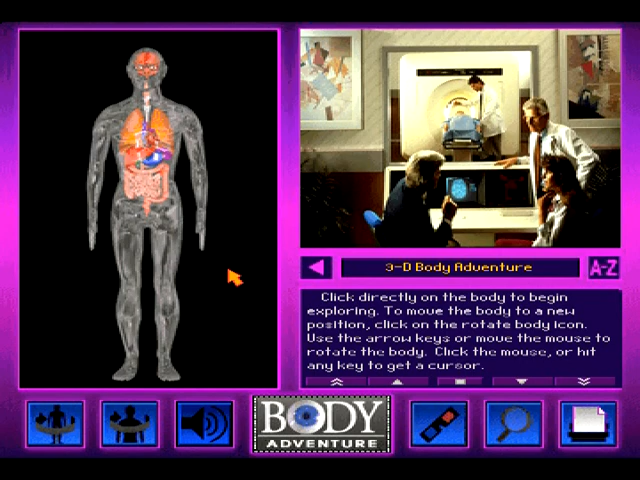 3-D Body Adventure
A-Z
Click directly on the body to begin
exploring. To move the body to a new
position, click on the rotate body icon.
Use the arrow keys or move the mouse to
rotate the body. Click the mouse, or hit
any key to get a cursor.
BODY
ADVENTURE